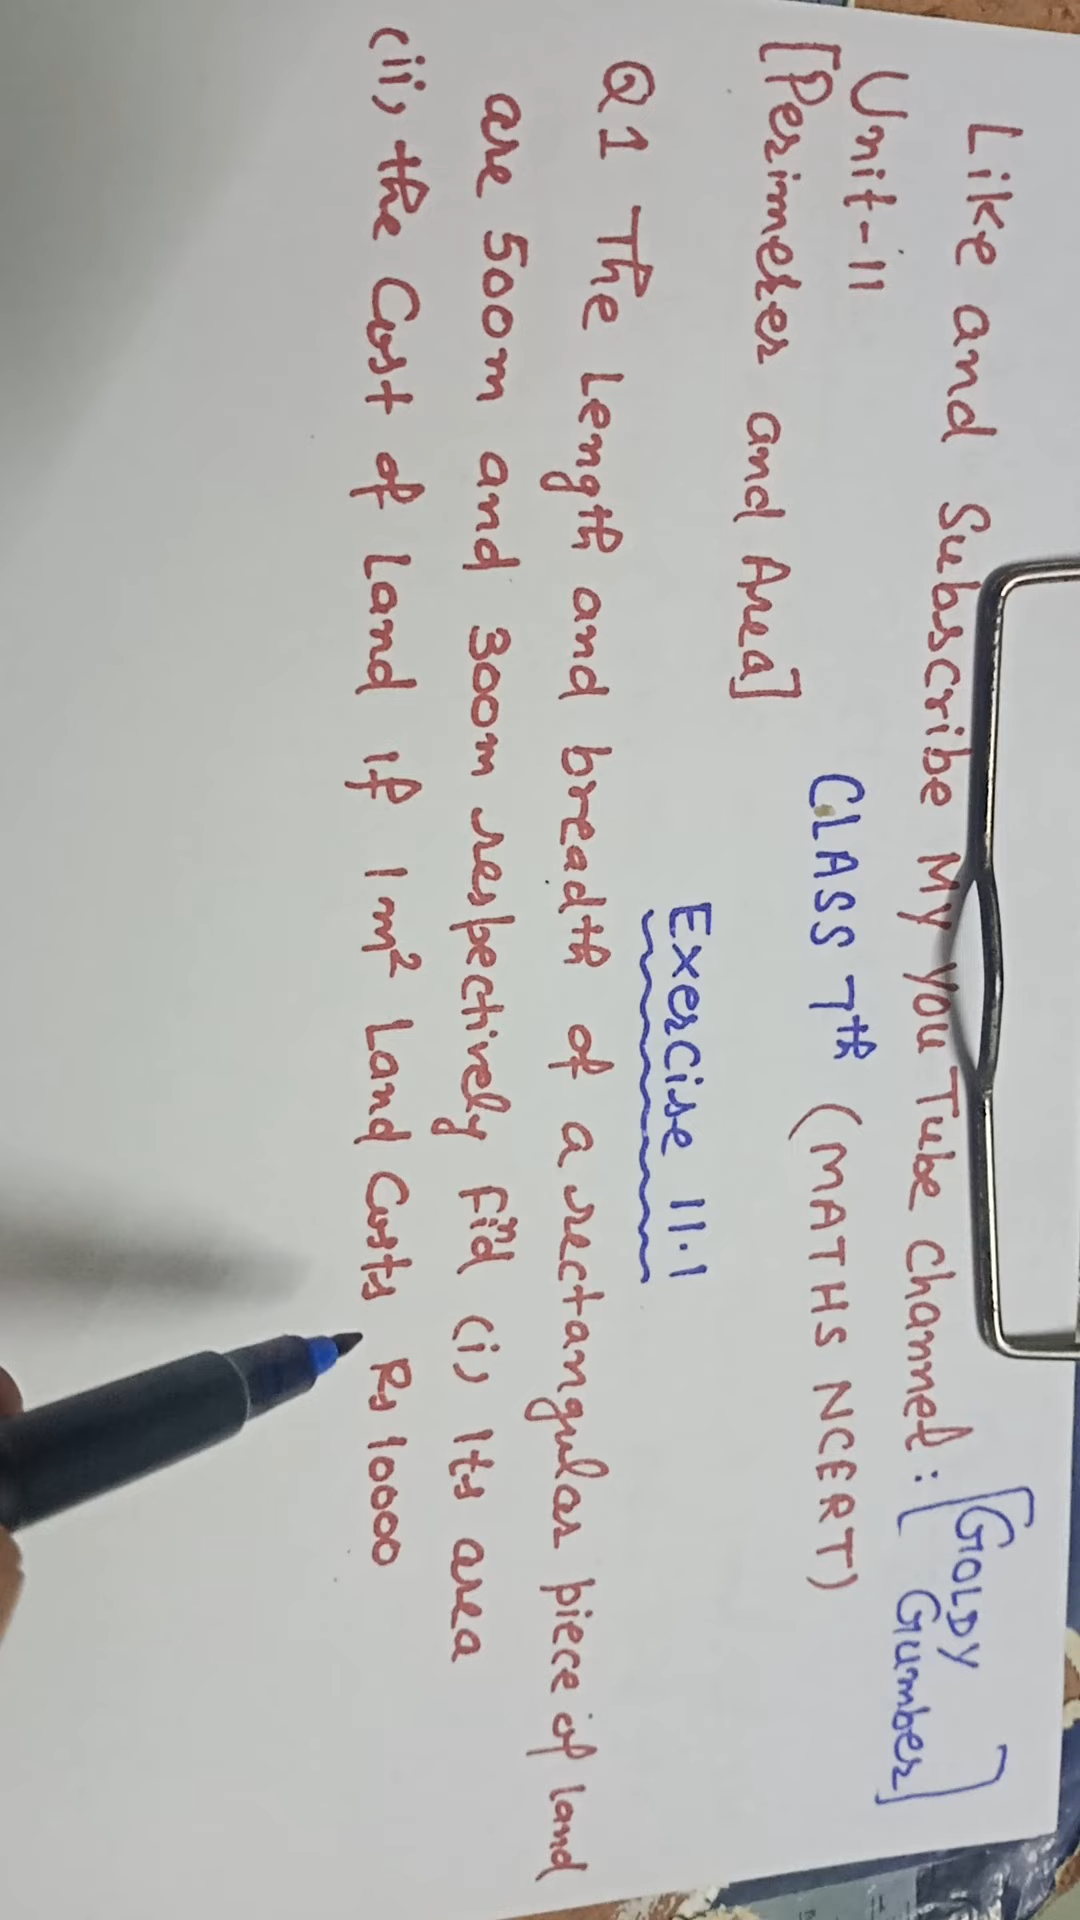 Like and Subscribe My you Tube channel : [GOLDY
Gumber]
Unit-11
CLASS 7th (MATHS NCERT)
[Perimeter and Area]
Exercise 11.1
Q1 The Length and breadth of a rectangular piece of land
are 500m and 300m respectively Find (i) Its area
(ii) the Cost of Land if 1m² Land Costs Rs 10000